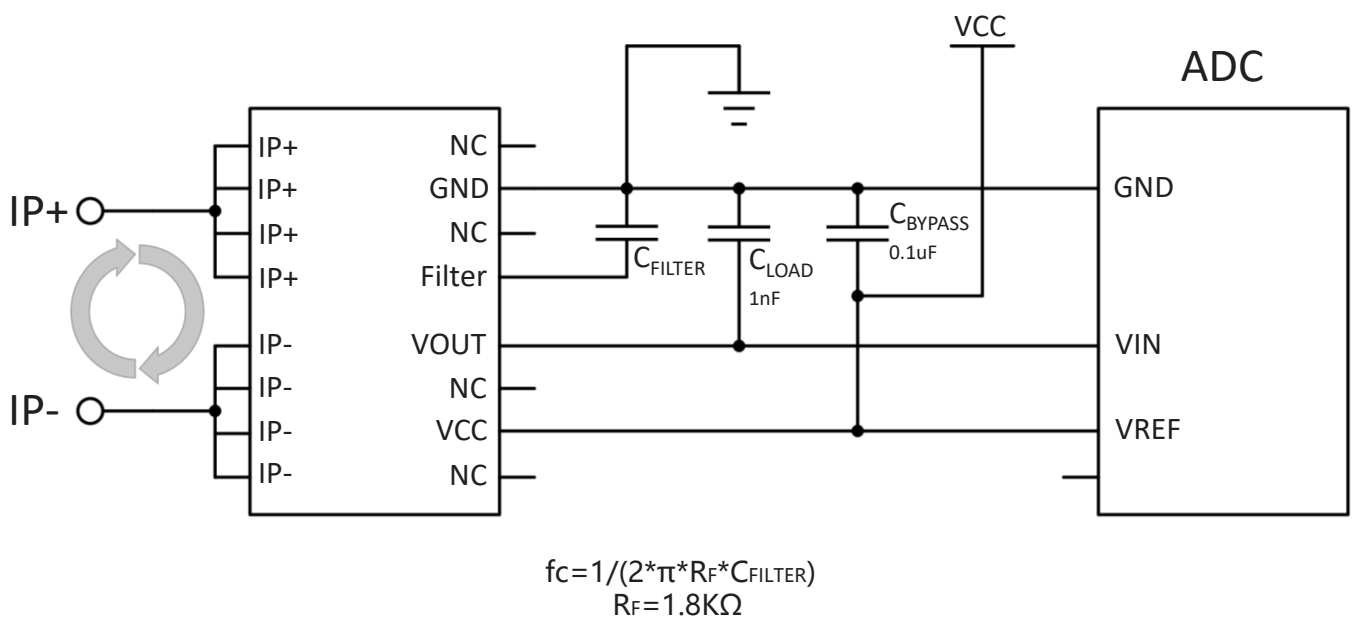 VCC
ADC
IP+
IP+
IP+
IP+
IP+
IP-
IP-
IP-
IP-
IP-
NC
GND
NC
Filter
VOUT
NC
VCC
NC
CFILTER
CLOAD
1nF
CBYPASS
0.1uF
GND
VIN
VREF
fc=1/(2*π*RF*CFILTER)
RF=1.8KΩ